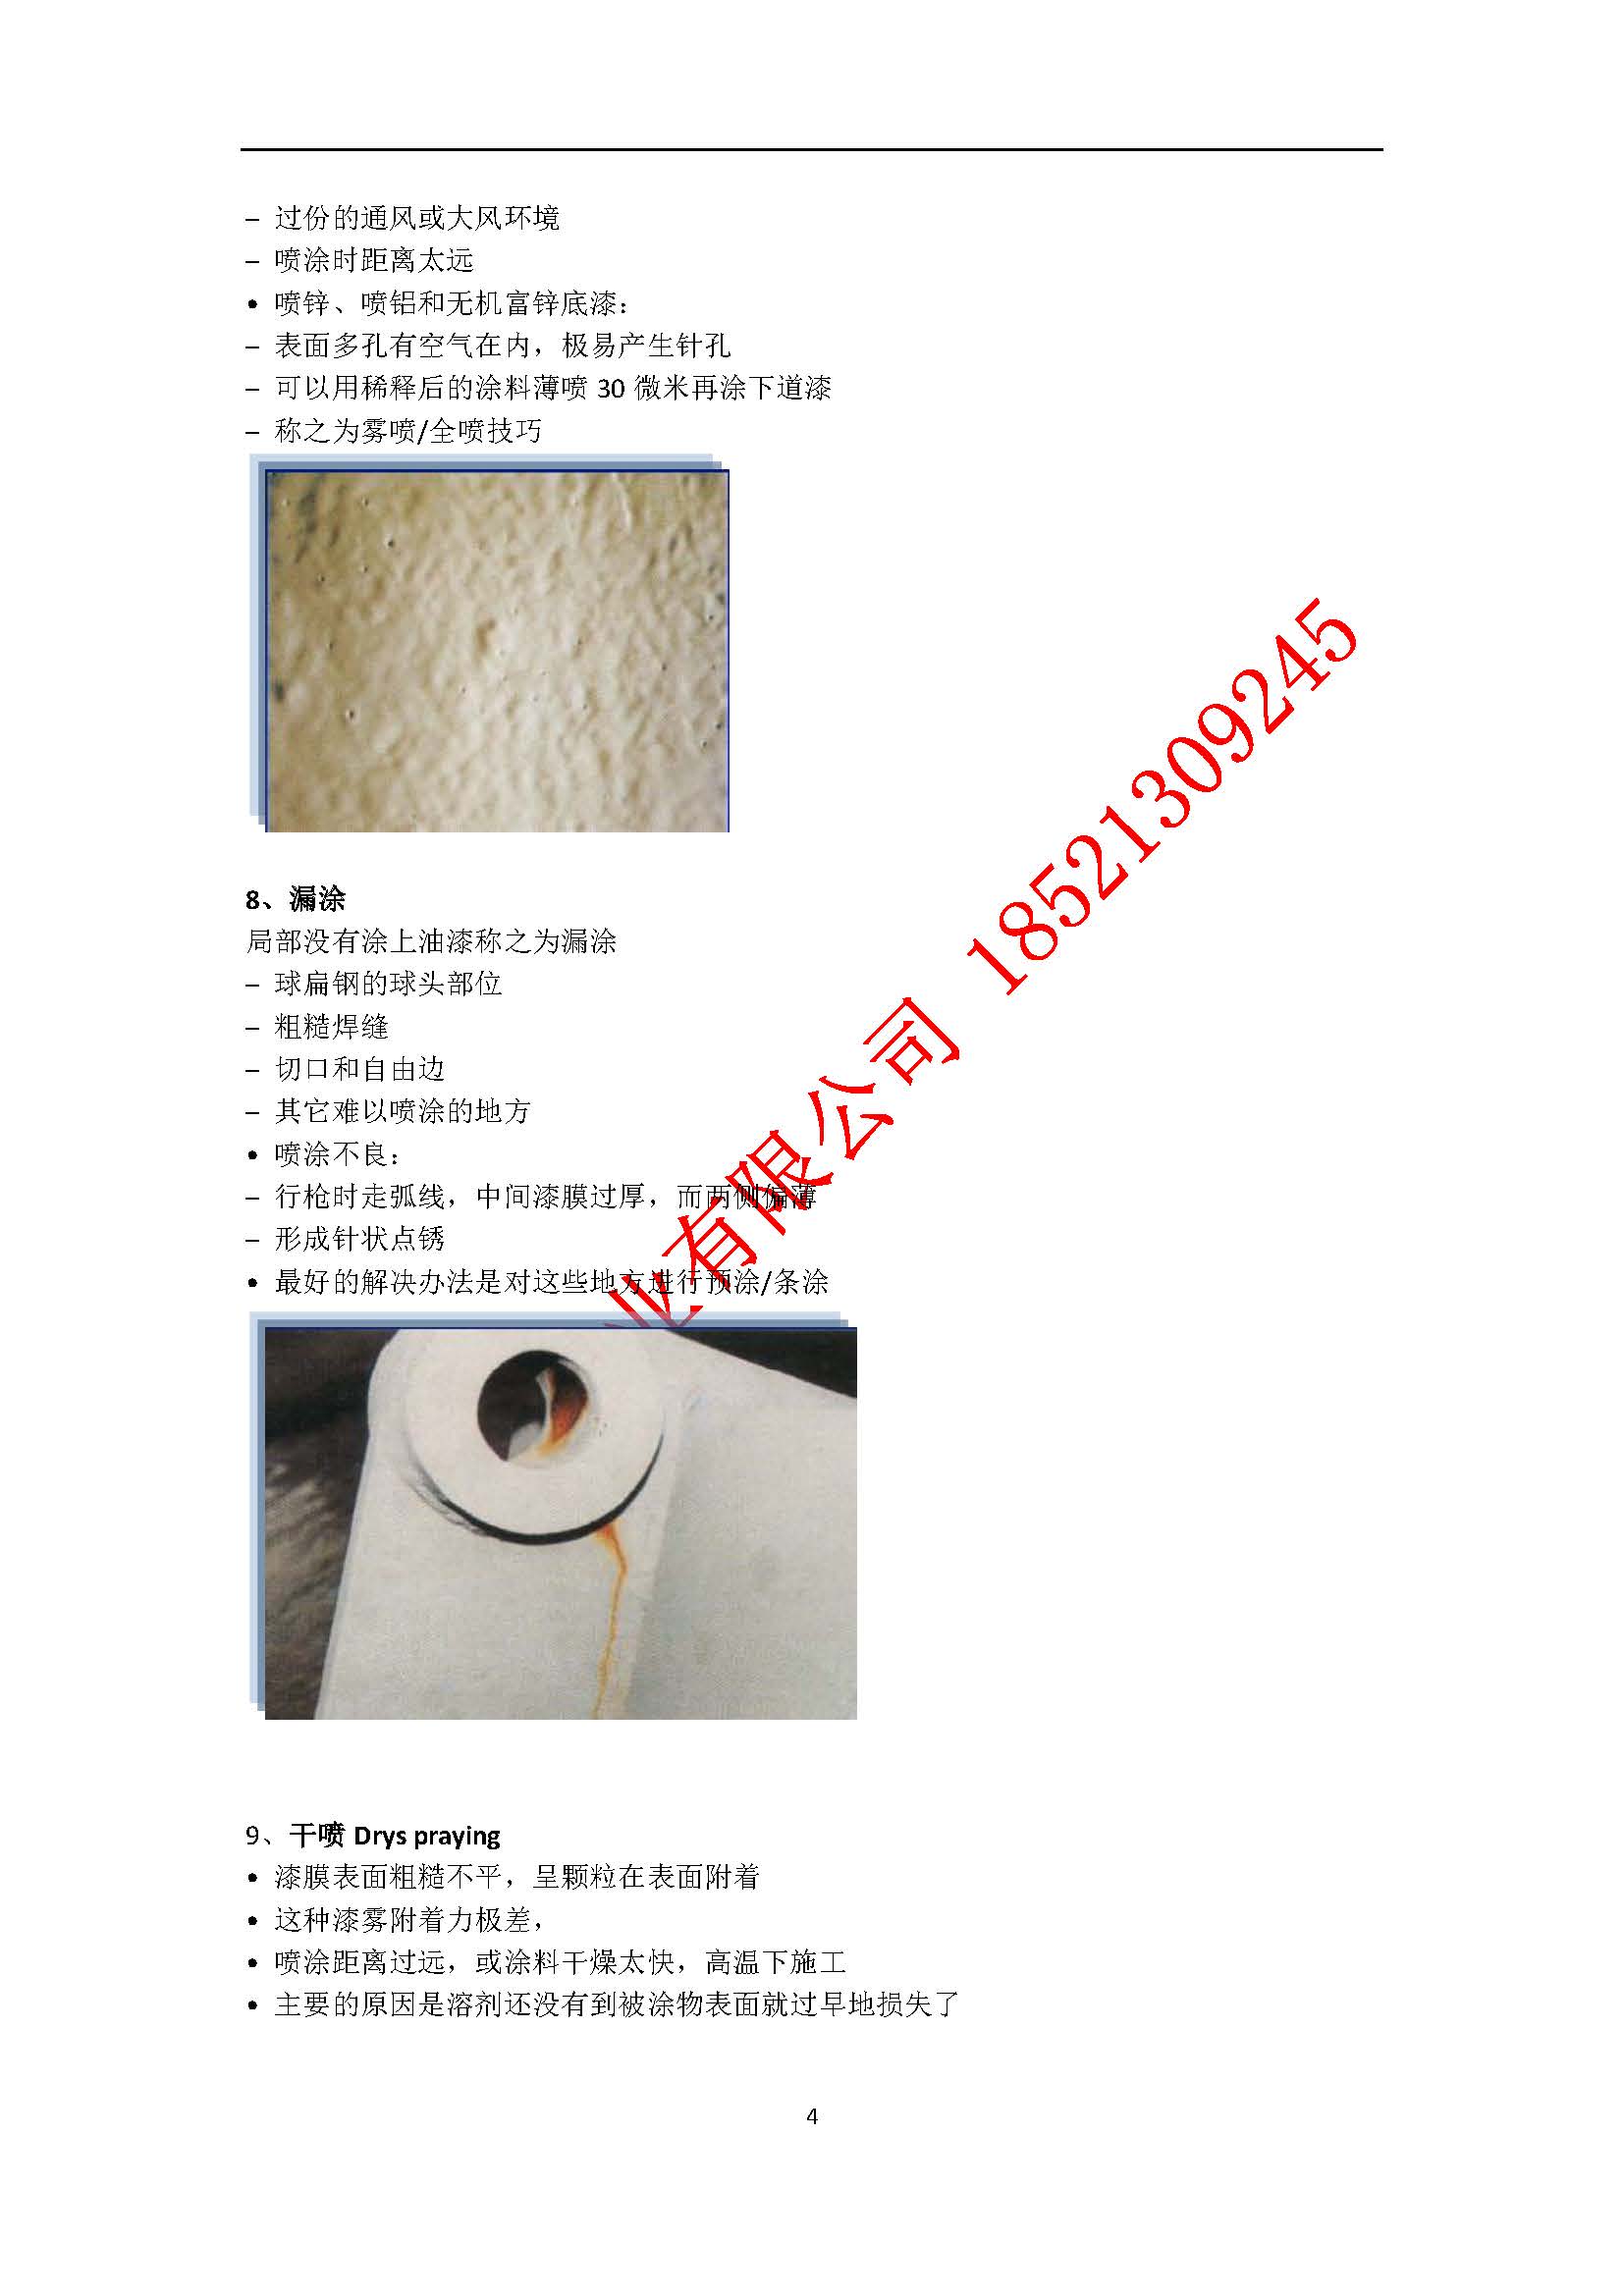 – 过份的通风或大风环境
– 喷涂时距离太远
• 喷锌、喷铝和无机富锌底漆：
– 表面多孔有空气在内，极易产生针孔
– 可以用稀释后的涂料薄喷 30 微米再涂下道漆
– 称之为雾喷/全喷技巧
8、漏涂
局部没有涂上油漆称之为漏涂
– 球扁钢的球头部位
– 粗糙焊缝
– 切口和自由边
– 其它难以喷涂的地方
• 喷涂不良：
– 行枪时走弧线，中间漆膜过厚，而两侧偏薄
– 形成针状点锈
• 最好的解决办法是对这些地方进行预涂/条涂
业有限公司 18521309245
9、干喷 Drys praying
• 漆膜表面粗糙不平，呈颗粒在表面附着
• 这种漆雾附着力极差，
• 喷涂距离过远，或涂料干燥太快，高温下施工
• 主要的原因是溶剂还没有到被涂物表面就过早地损失了
4